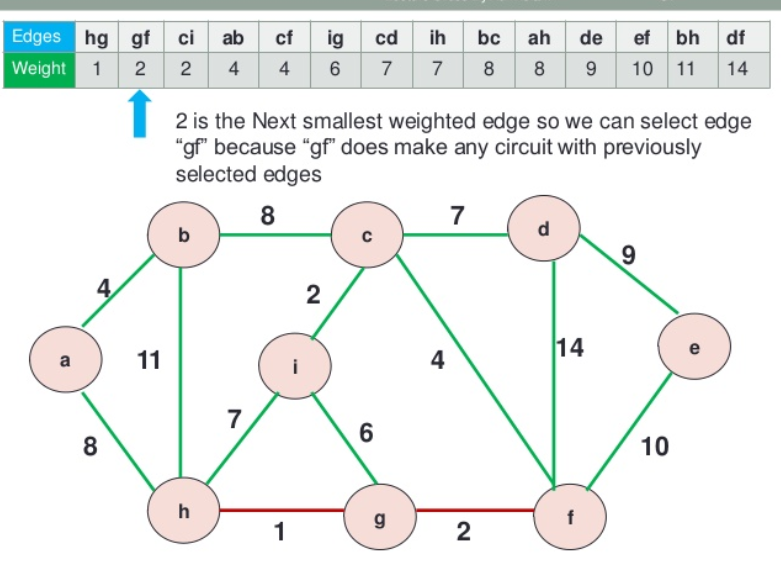 Edges hg gf ci ab cf ig cd ih bc ah de ef bh df
Weight 1 2 2 4 4 6 7 7 8 8 9 10 11 14
2 is the Next smallest weighted edge so we can select edge
“gf” because “gf” does make any circuit with previously
selected edges
8
7
b
c
d
9
4
2
a
11
i
4
14
e
7
6
8
10
h
g
f
1
2